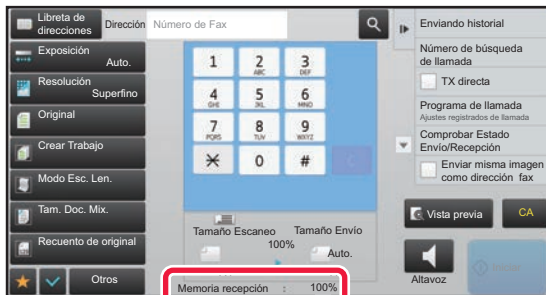 Libreta de
direcciones
Dirección
Número de Fax
Exposición
Auto.
Resolución
Superfino
Original
Crear Trabajo
Modo Esc. Len.
Tam. Doc. Mix.
Recuento de original
Otros
1
2
ABC
3
DEF
4
GHI
5
JKL
6
MNO
7
PQRS
8
TUV
9
WXYZ
0
#
C
Tamaño Escaneo
Tamaño Envío
100%
Auto.
Memoria recepción : 100%
Enviando historial
Número de búsqueda
de llamada
TX directa
Programa de llamada
Ajustes registrados de llamada
Comprobar Estado
Envío/Recepción
Enviar misma imagen
como dirección fax
Vista previa
CA
Altavoz